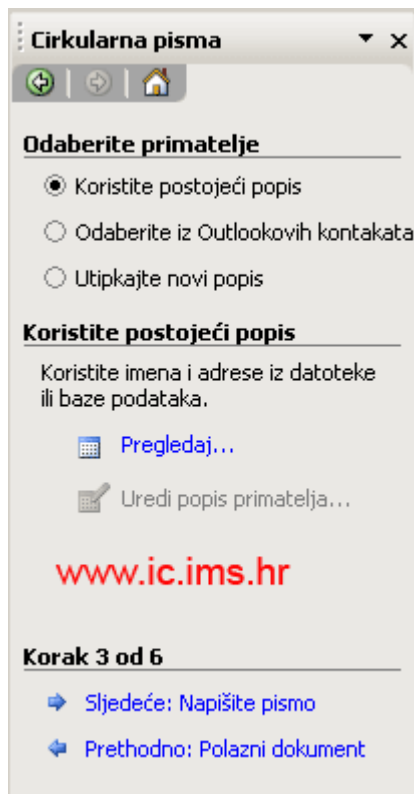 Cirkularna pisma
Odaberite primatelje
Koristite postojeći popis
Odaberite iz Outlookovih kontakata
Utipkajte novi popis
Koristite postojeći popis
Koristite imena i adrese iz datoteke
ili baze podataka.
Pregledaj...
Uredi popis primatelja...
www.ic.ims.hr
Korak 3 od 6
Sljedeće: Napišite pismo
Prethodno: Polazni dokument